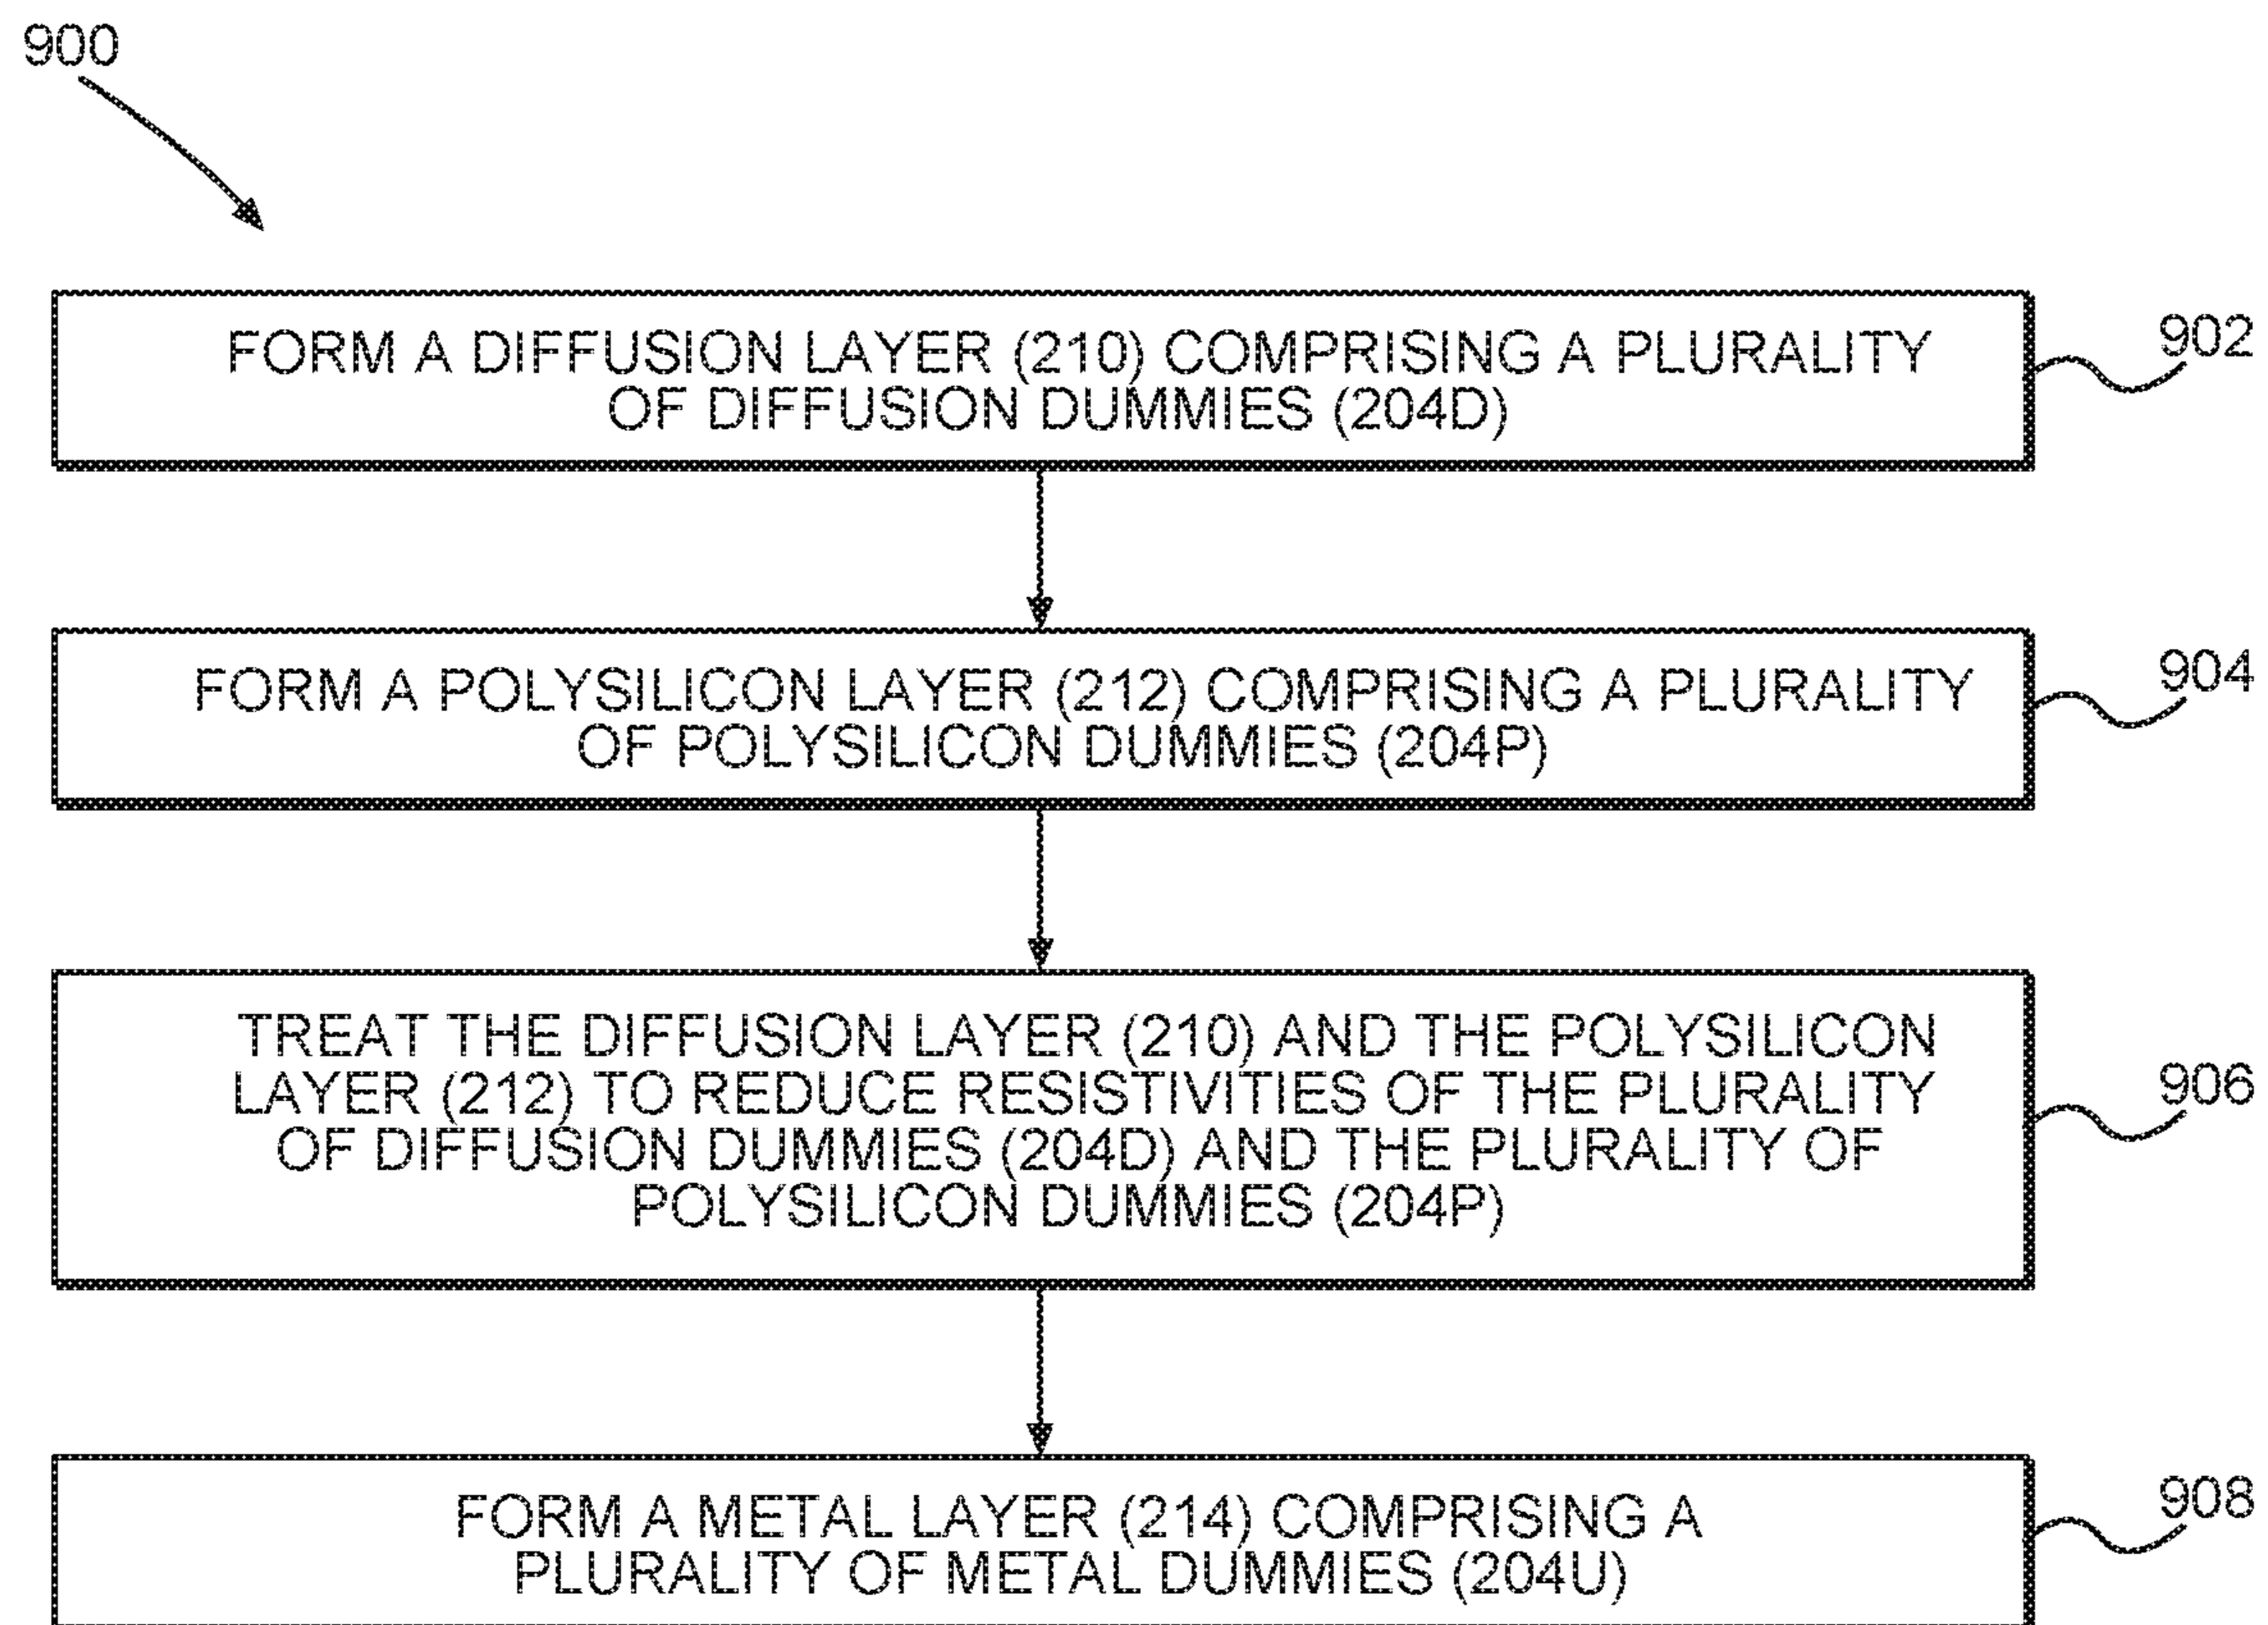 900
FORM A DIFFUSION LAYER (210) COMPRISING A PLURALITY
OF DIFFUSION DUMMIES (204D)
902
FORM A POLYSILICON LAYER (212) COMPRISING A PLURALITY
OF POLYSILICON DUMMIES (204P)
904
TREAT THE DIFFUSION LAYER (210) AND THE POLYSILICON
LAYER (212) TO REDUCE RESISTIVITIES OF THE PLURALITY
OF DIFFUSION DUMMIES (204D) AND THE PLURALITY OF
POLYSILICON DUMMIES (204P)
906
FORM A METAL LAYER (214) COMPRISING A
PLURALITY OF METAL DUMMIES (204U)
908